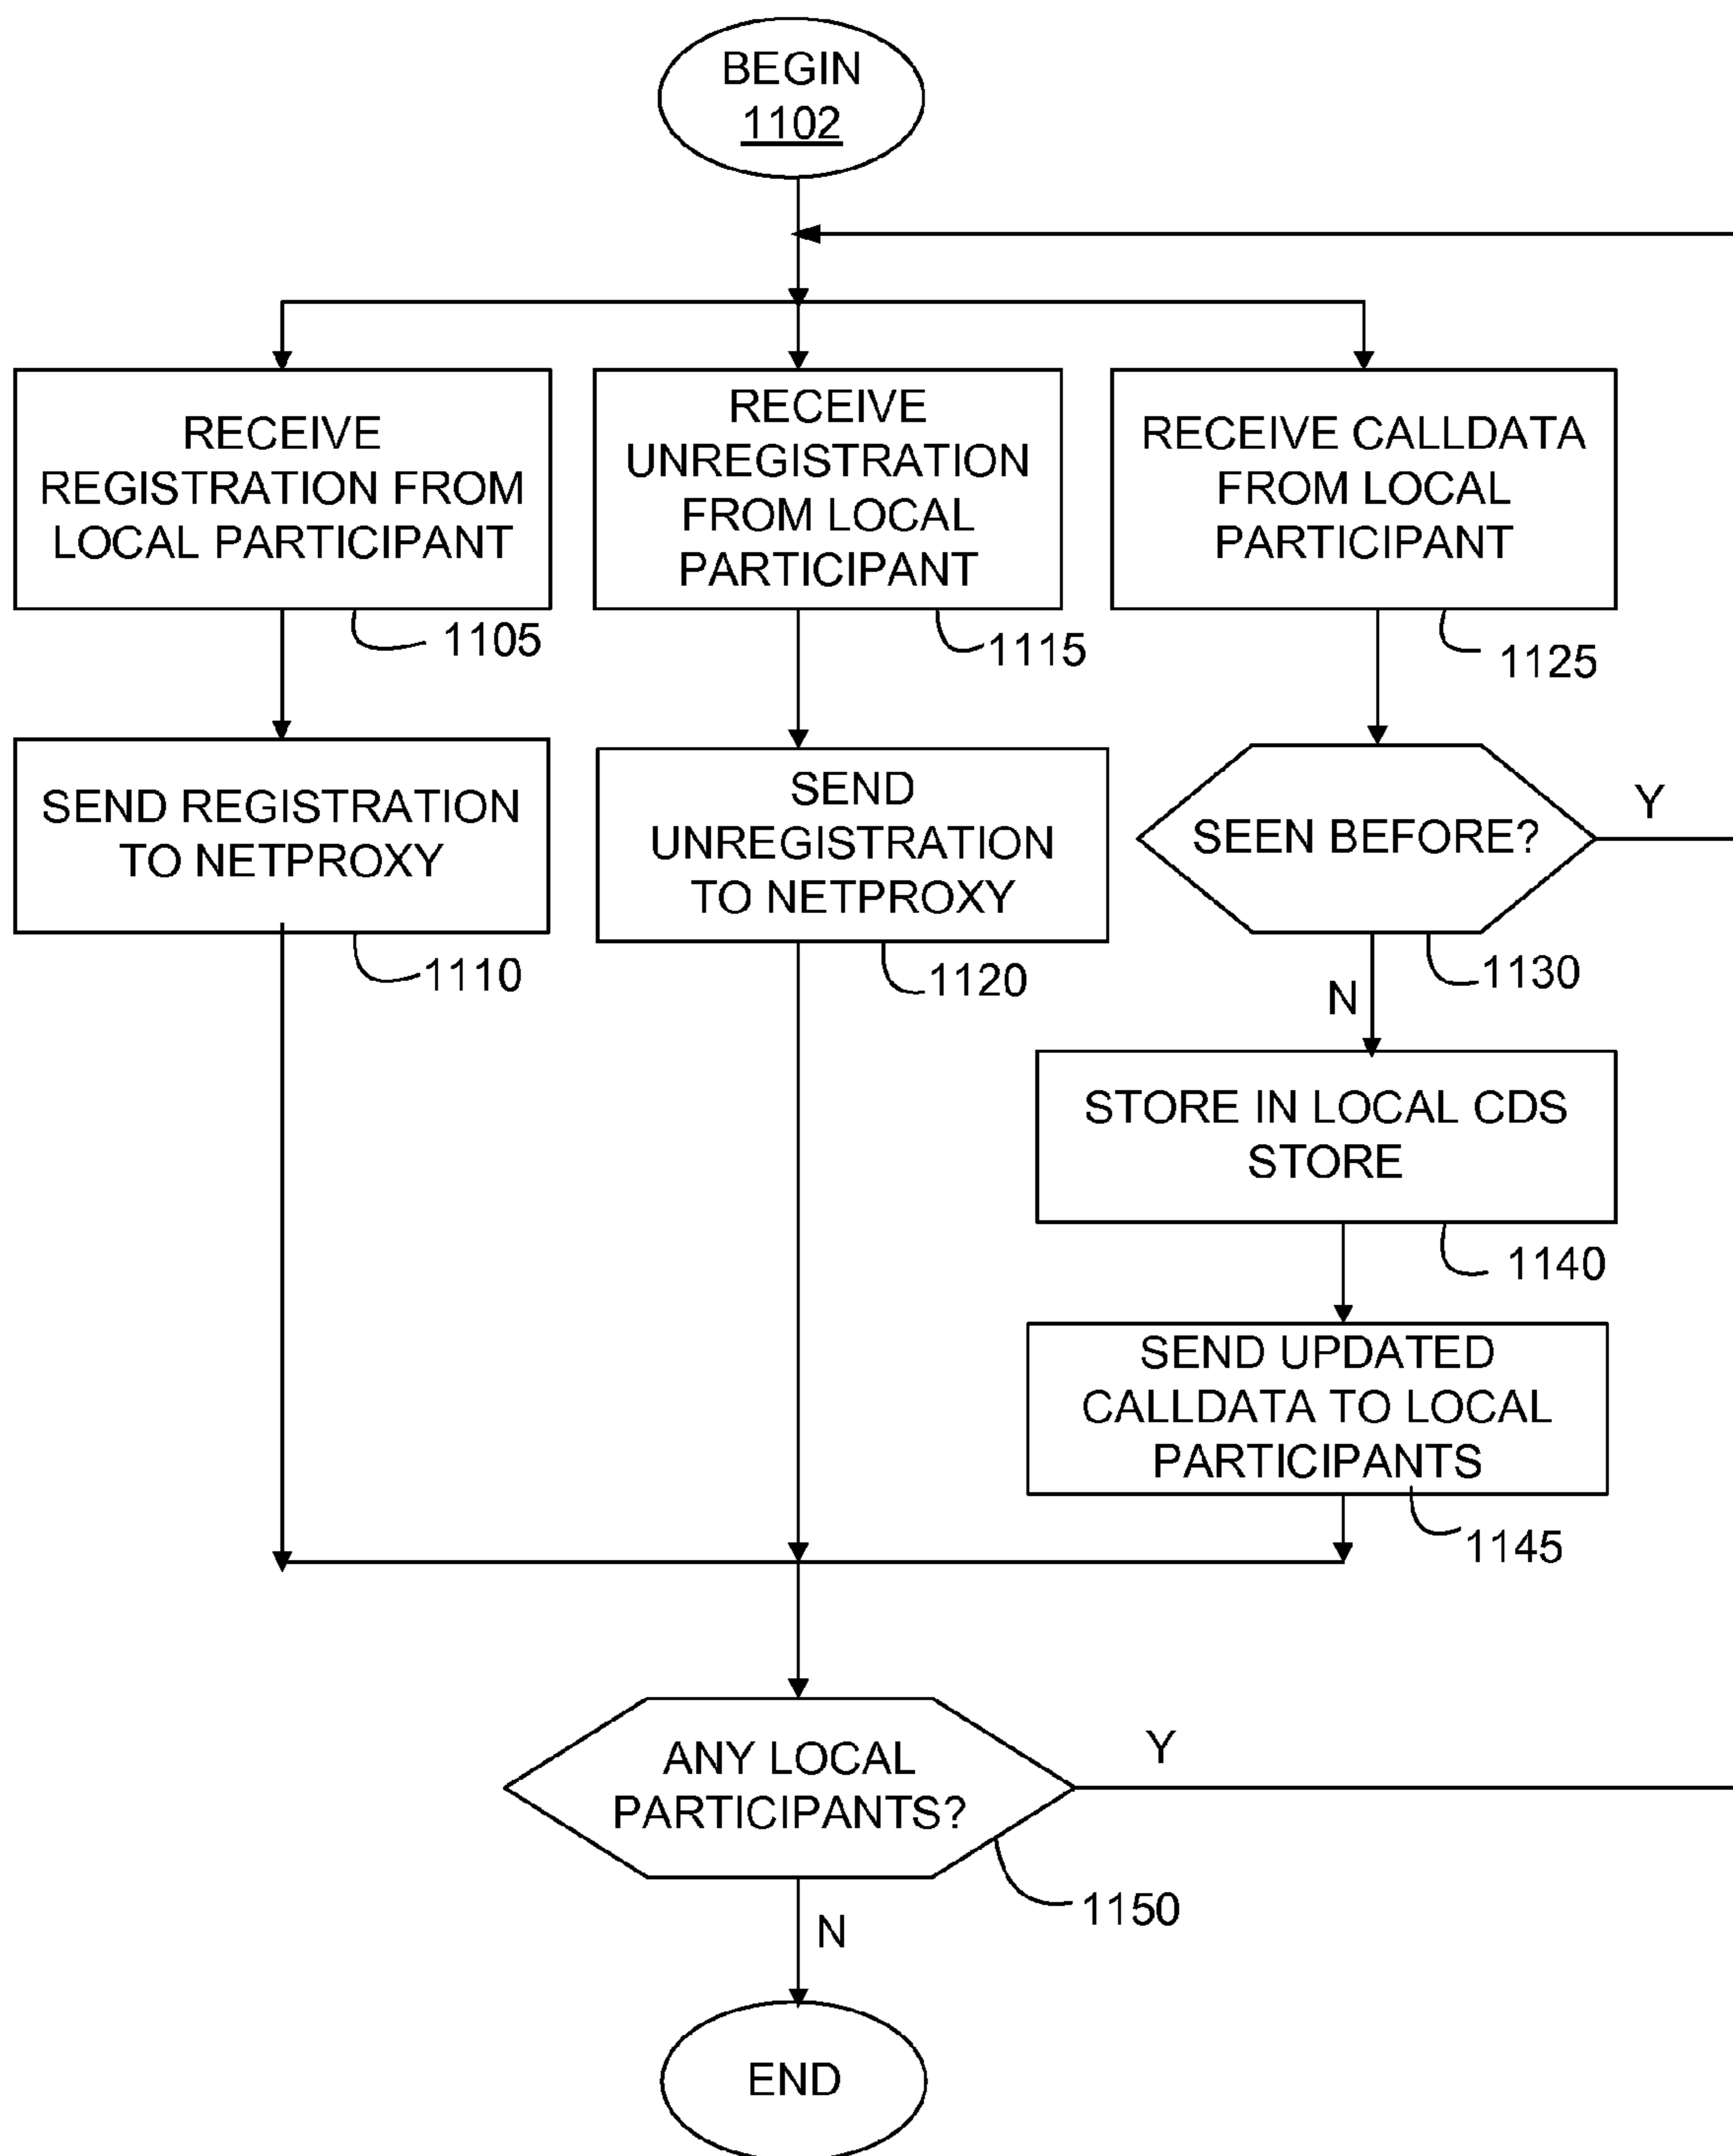 BEGIN
1102
RECEIVE
REGISTRATION FROM
LOCAL PARTICIPANT
1105
RECEIVE
UNREGISTRATION
FROM LOCAL
PARTICIPANT
1115
RECEIVE CALLDATA
FROM LOCAL
PARTICIPANT
1125
SEND REGISTRATION
TO NETPROXY
1110
SEND
UNREGISTRATION
TO NETPROXY
1120
SEEN BEFORE?
Y
1130
N
STORE IN LOCAL CDS
STORE
1140
SEND UPDATED
CALLDATA TO LOCAL
PARTICIPANTS
1145
ANY LOCAL
PARTICIPANTS?
Y
1150
N
END